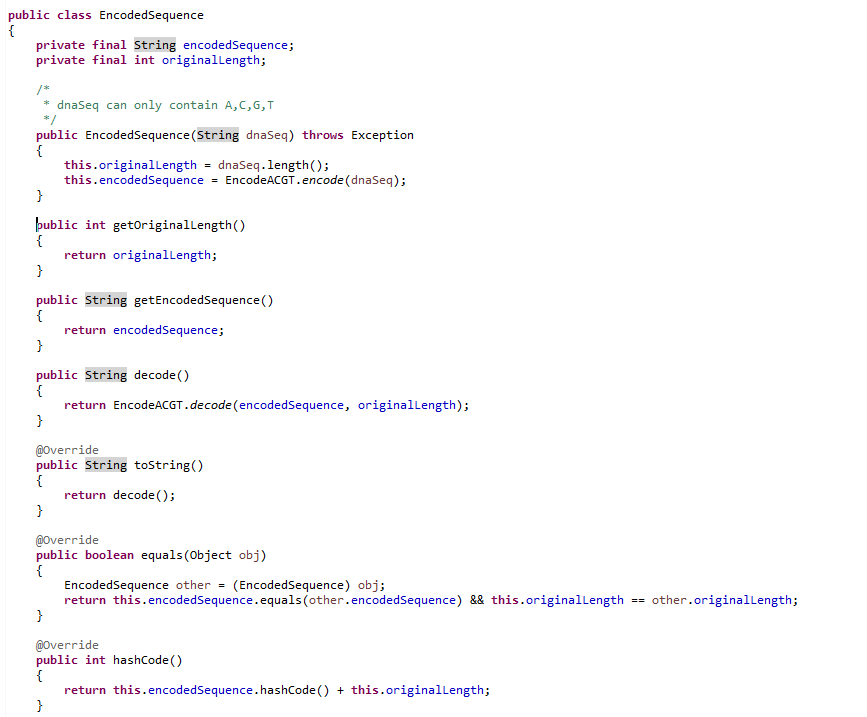 public class EncodedSequence
{
private final String encodedSequence;
private final int originalLength;
/*
* dnaSeq can only contain A,C,G,T
*/
public EncodedSequence(String dnaSeq) throws Exception
{
this.originalLength = dnaSeq.length();
this.encodedSequence = EncodeACGT.encode(dnaSeq);
}
public int getOriginalLength()
{
return originalLength;
}
public String getEncodedSequence()
{
return encodedSequence;
}
public String decode()
{
return EncodeACGT.decode(encodedSequence, originalLength);
}
@Override
public String toString()
{
return decode();
}
@Override
public boolean equals(Object obj)
{
EncodedSequence other = (EncodedSequence) obj;
return this.encodedSequence.equals(other.encodedSequence) && this.originalLength == other.originalLength;
}
@Override
public int hashCode()
{
return this.encodedSequence.hashCode() + this.originalLength;
}